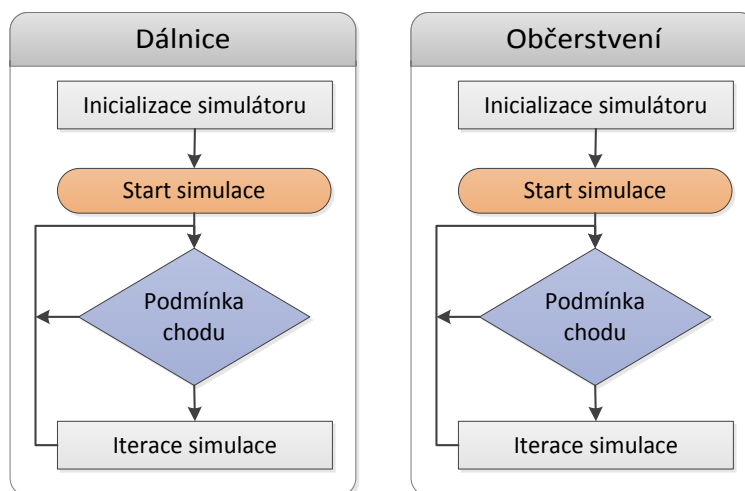 Dálnice
Inicializace simulátoru
Start simulace
Podmínka
chodu
Iterace simulace
Občerstvení
Inicializace simulátoru
Start simulace
Podmínka
chodu
Iterace simulace